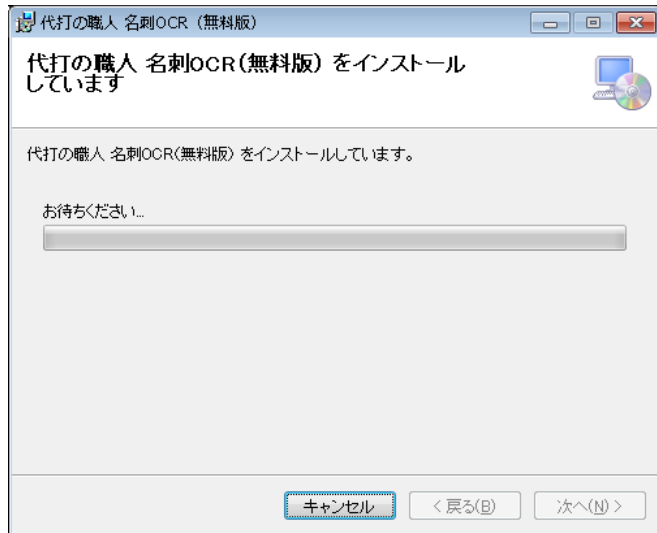 代打の職人 名刺OCR (無料版)
代打の職人 名刺OCR(無料版) をインストール
しています
代打の職人 名刺OCR(無料版) をインストールしています。
お待ちください...
キャンセル
< 戻る(B)
次へ(N) >